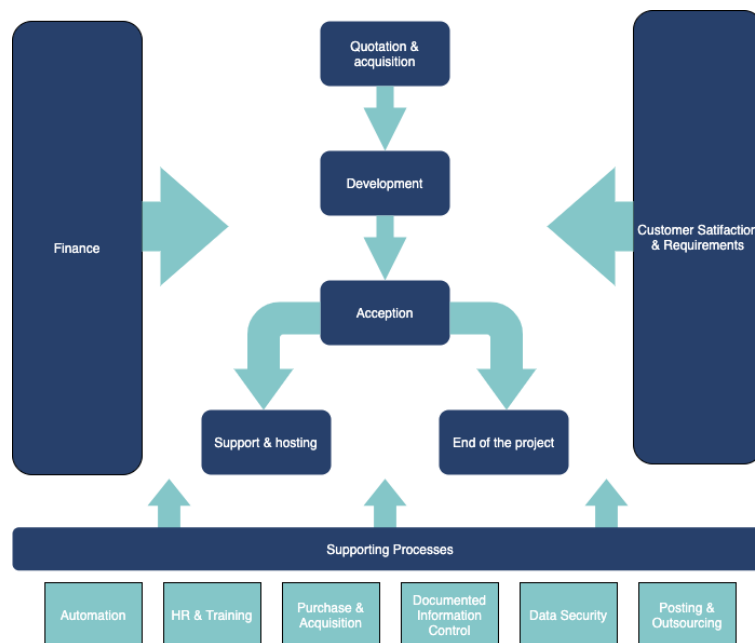 Quotation &
acquisition
Development
Finance
Customer Satifaction
& Requirements
Acception
Support & hosting
End of the project
Supporting Processes
Automation
HR & Training
Purchase &
Acquisition
Documented
Information
Control
Data Security
Posting &
Outsourcing